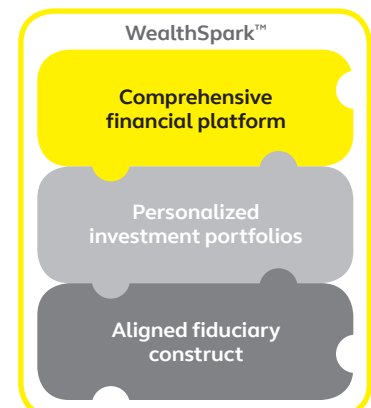 WealthSpark™
Comprehensive
financial platform
Personalized
investment portfolios
Aligned fiduciary
construct